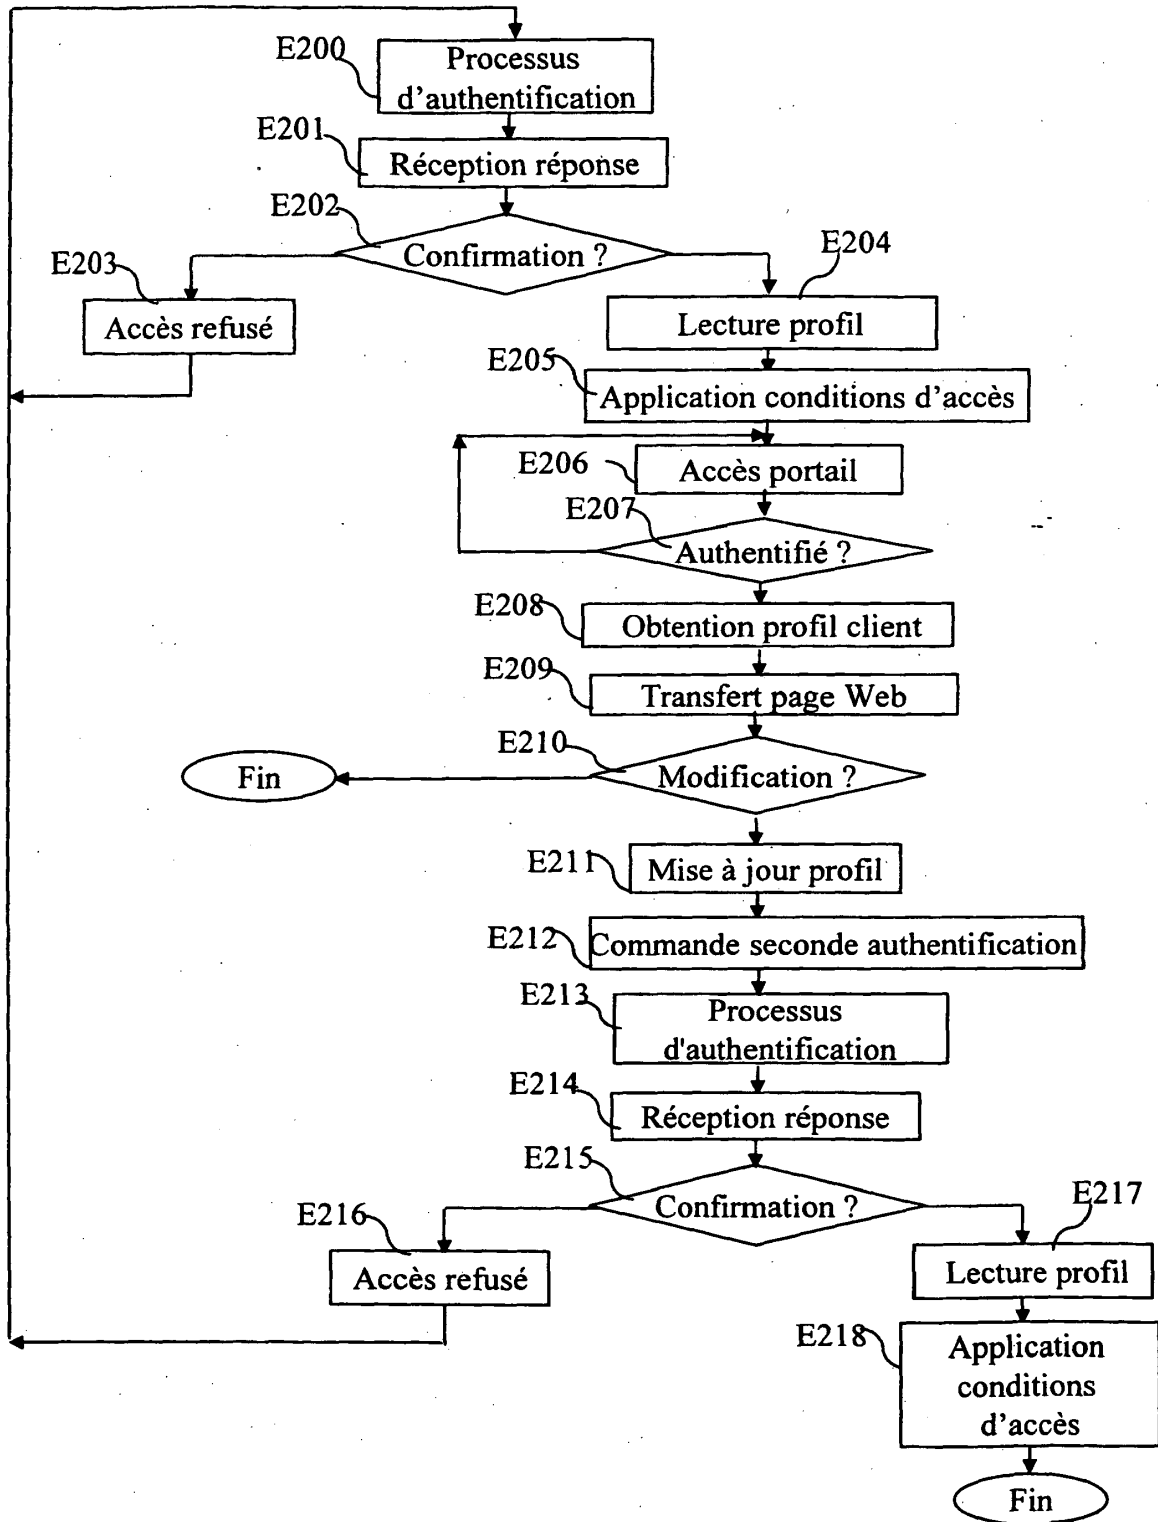 E200
Processus
d'authentification
E201
Réception réponse
E202
Confirmation ?
E203
Accès refusé
E204
Lecture profil
E205
Application conditions d'accès
E206
Accès portail
E207
Authentifié ?
E208
Obtention profil client
E209
Transfert page Web
E210
Modification ?
Fin
E211
Mise à jour profil
E212
Commande seconde authentification
E213
Processus
d'authentification
E214
Réception réponse
E215
Confirmation ?
E216
Accès refusé
E217
Lecture profil
E218
Application
conditions
d'accès
Fin